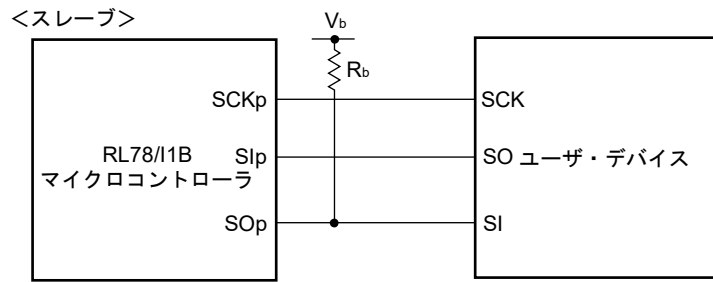 ＜スレーブ＞
Vb
Rb
SCKp
SCK
RL78/I1B
マイクロコントローラ
SIp
SO ユーザ・デバイス
SOp
SI